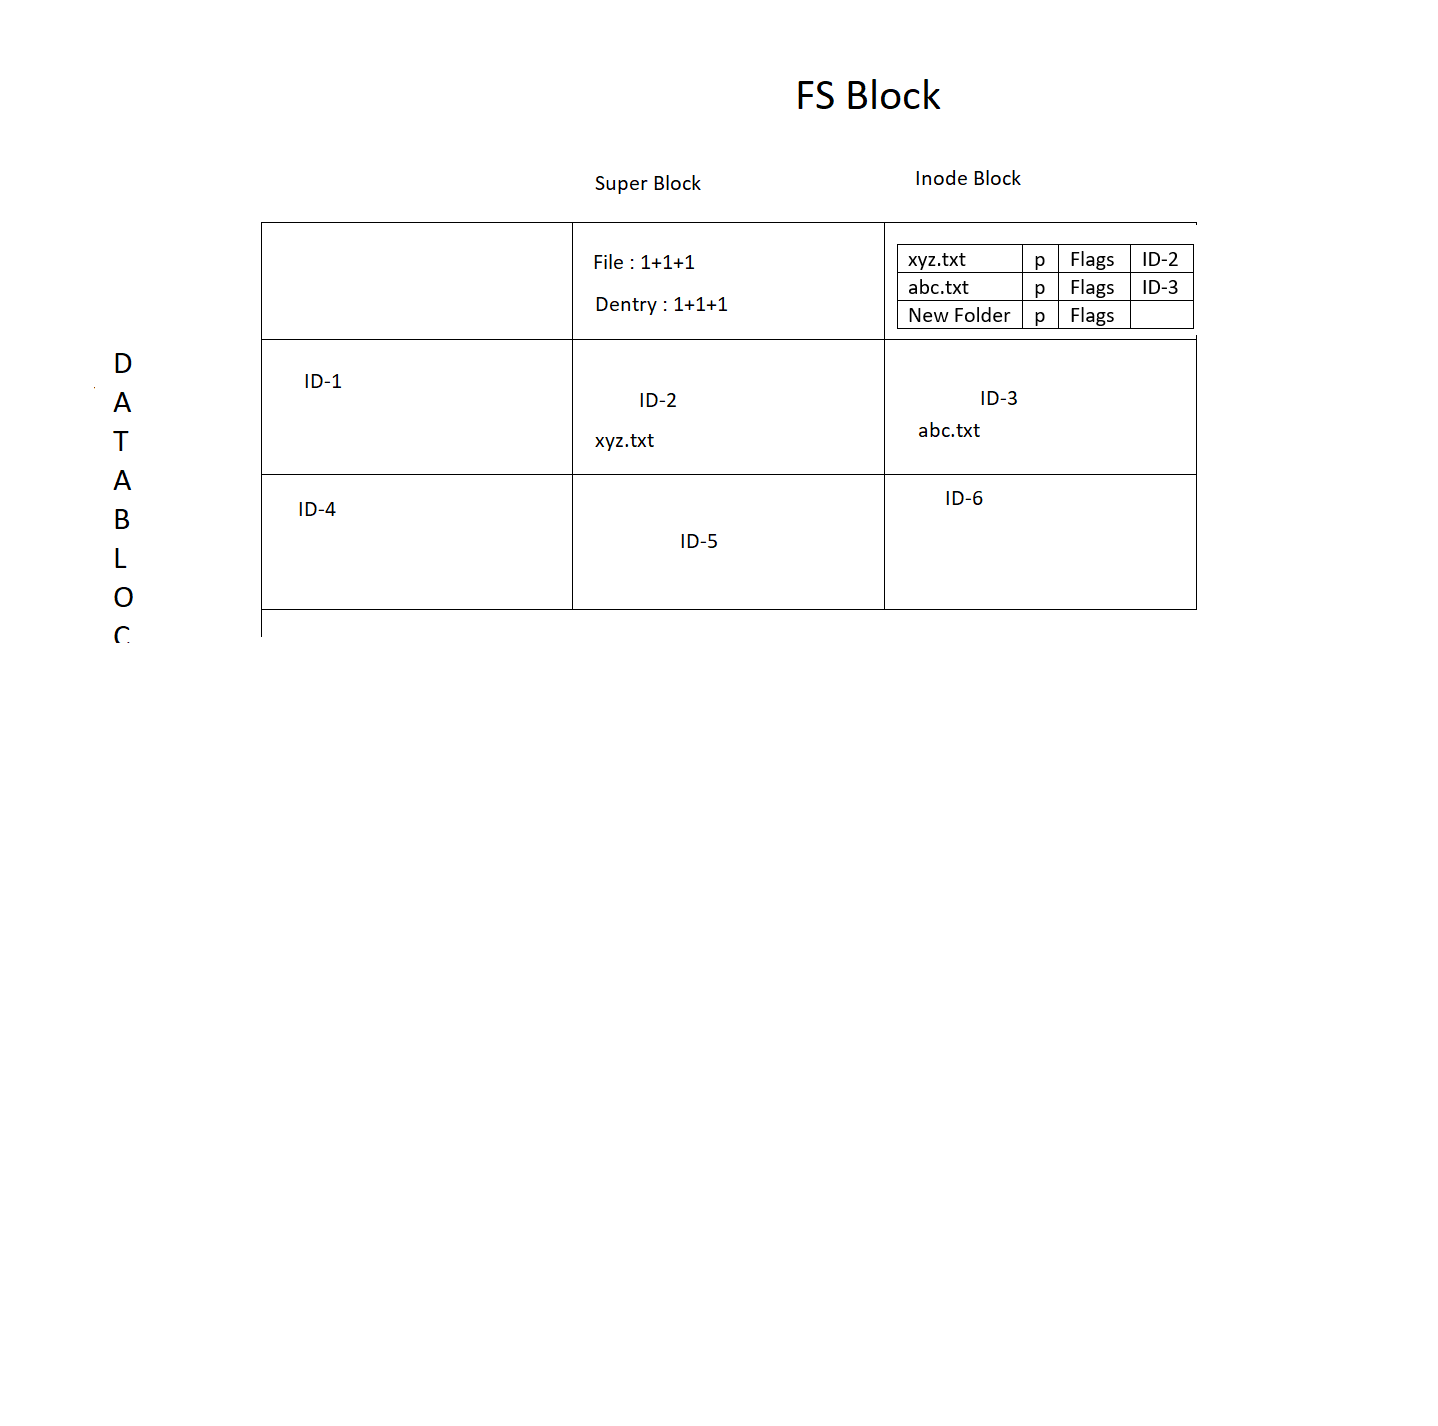 FS Block
Super Block
Inode Block
File : 1+1+1
Dentry : 1+1+1
xyz.txt p Flags ID-2
abc.txt p Flags ID-3
New Folder p Flags
D
A
T
A
B
L
O
C
ID-1
ID-2
xyz.txt
ID-3
abc.txt
ID-4
ID-5
ID-6